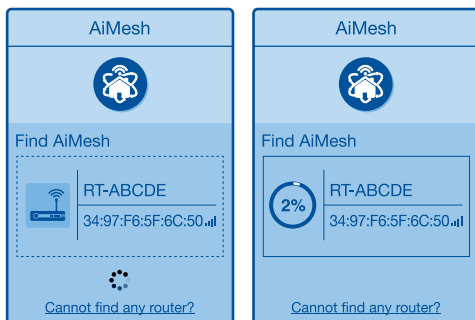 AiMesh
Find AiMesh
RT-ABCDE
34:97:F6:5F:6C:50
Cannot find any router?
AiMesh
Find AiMesh
2%
RT-ABCDE
34:97:F6:5F:6C:50
Cannot find any router?